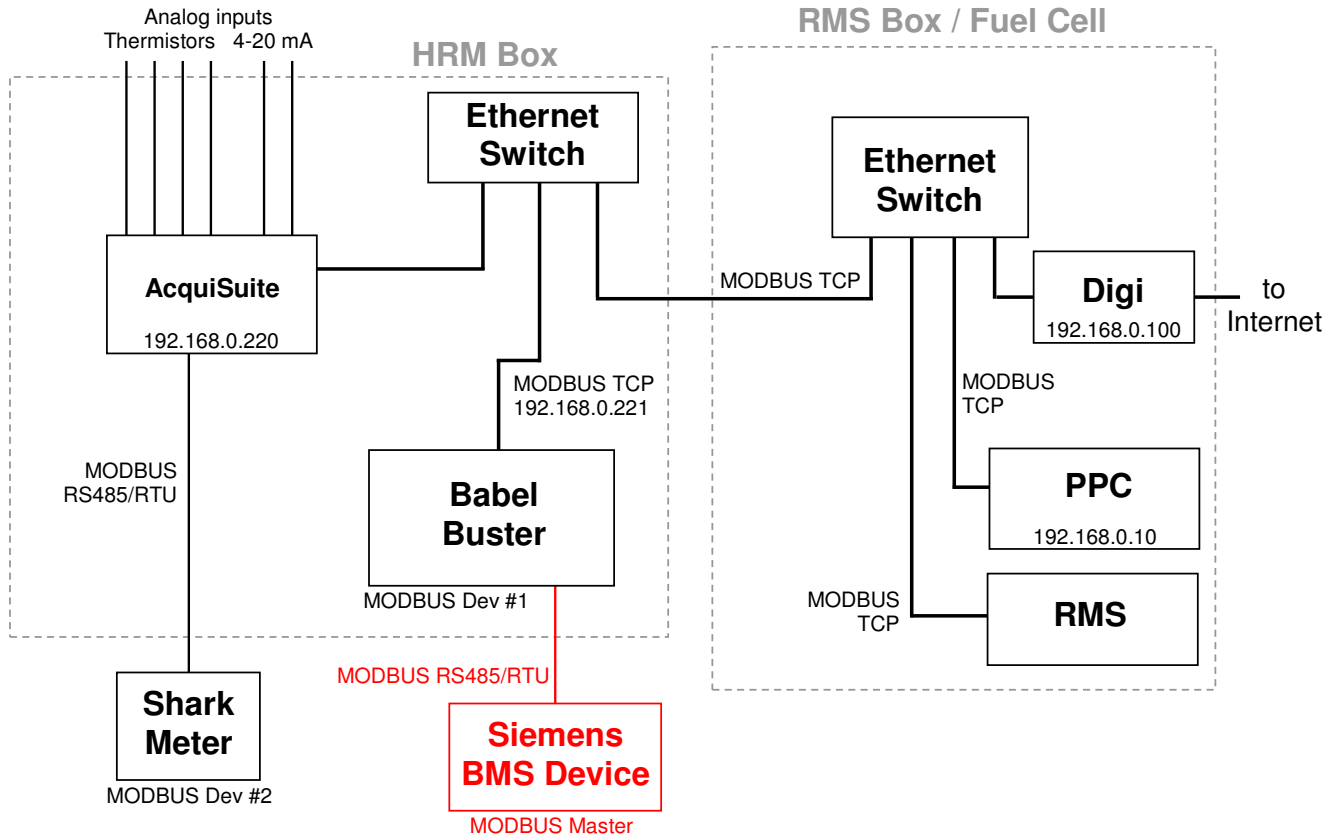 Analog inputs
Thermistors 4-20 mA
HRM Box
RMS Box / Fuel Cell
Ethernet
Switch
Ethernet
Switch
AcquiSuite
192.168.0.220
MODBUS TCP
Digi
192.168.0.100
to
Internet
MODBUS TCP
192.168.0.221
MODBUS
TCP
MODBUS
RS485/RTU
Babel
Buster
MODBUS Dev #1
PPC
192.168.0.10
MODBUS
TCP
RMS
MODBUS RS485/RTU
Shark
Meter
MODBUS Dev #2
Siemens
BMS Device
MODBUS Master